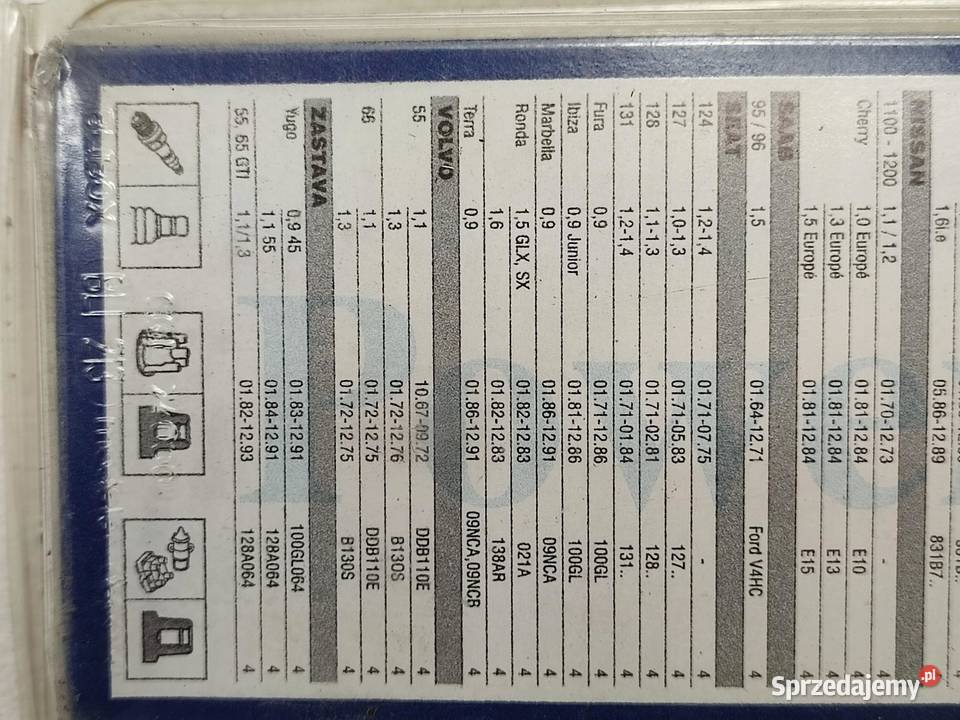 1,6i.e 05.86-12.89 831B7..
NISSAN
1100 - 1200 1,1 / 1,2 01.70-12.73 - 4
Cherry 1,0 Europé 01.81-12.84 E10 4
1,3 Europé 01.81-12.84 E13 4
1,5 Europé 01.81-12.84 E15 4
SAAB
95 / 96 1,5 01.64-12.71 Ford V4HC 4
SEAT
124 1,2-1,4 01.71-07.75 - 4
127 1,0-1,3 01.71-05.83 127.. 4
128 1,1-1,3 01.71-02.81 128.. 4
131 1,2-1,4 01.71-01.84 131.. 4
Fura 0,9 01.71-12.86 100GL 4
Ibiza 0,9 Junior 01.81-12.86 100GL 4
Marbella 0,9 01.86-12.91 09NCA 4
Ronda 1,5 GLX, SX 01.82-12.83 021A 4
1,6 01.82-12.83 138AR 4
Terra 0,9 01.86-12.91 09NCA,09NCB 4
VOLVO
55 1,1 10.67-09.72 DDB110E 4
1,3 01.72-12.76 B130S 4
66 1,1 01.72-12.75 DDB110E 4
1,3 01.72-12.75 B130S 4
ZASTAVA
Yugo 0,9 45 01.83-12.91 100GL064 4
1,1 55 01.84-12.91 128A064 4
55, 65 GTI 1,1/1,3 01.82-12.93 128A064 4
Power
Sprzedajemy.pl